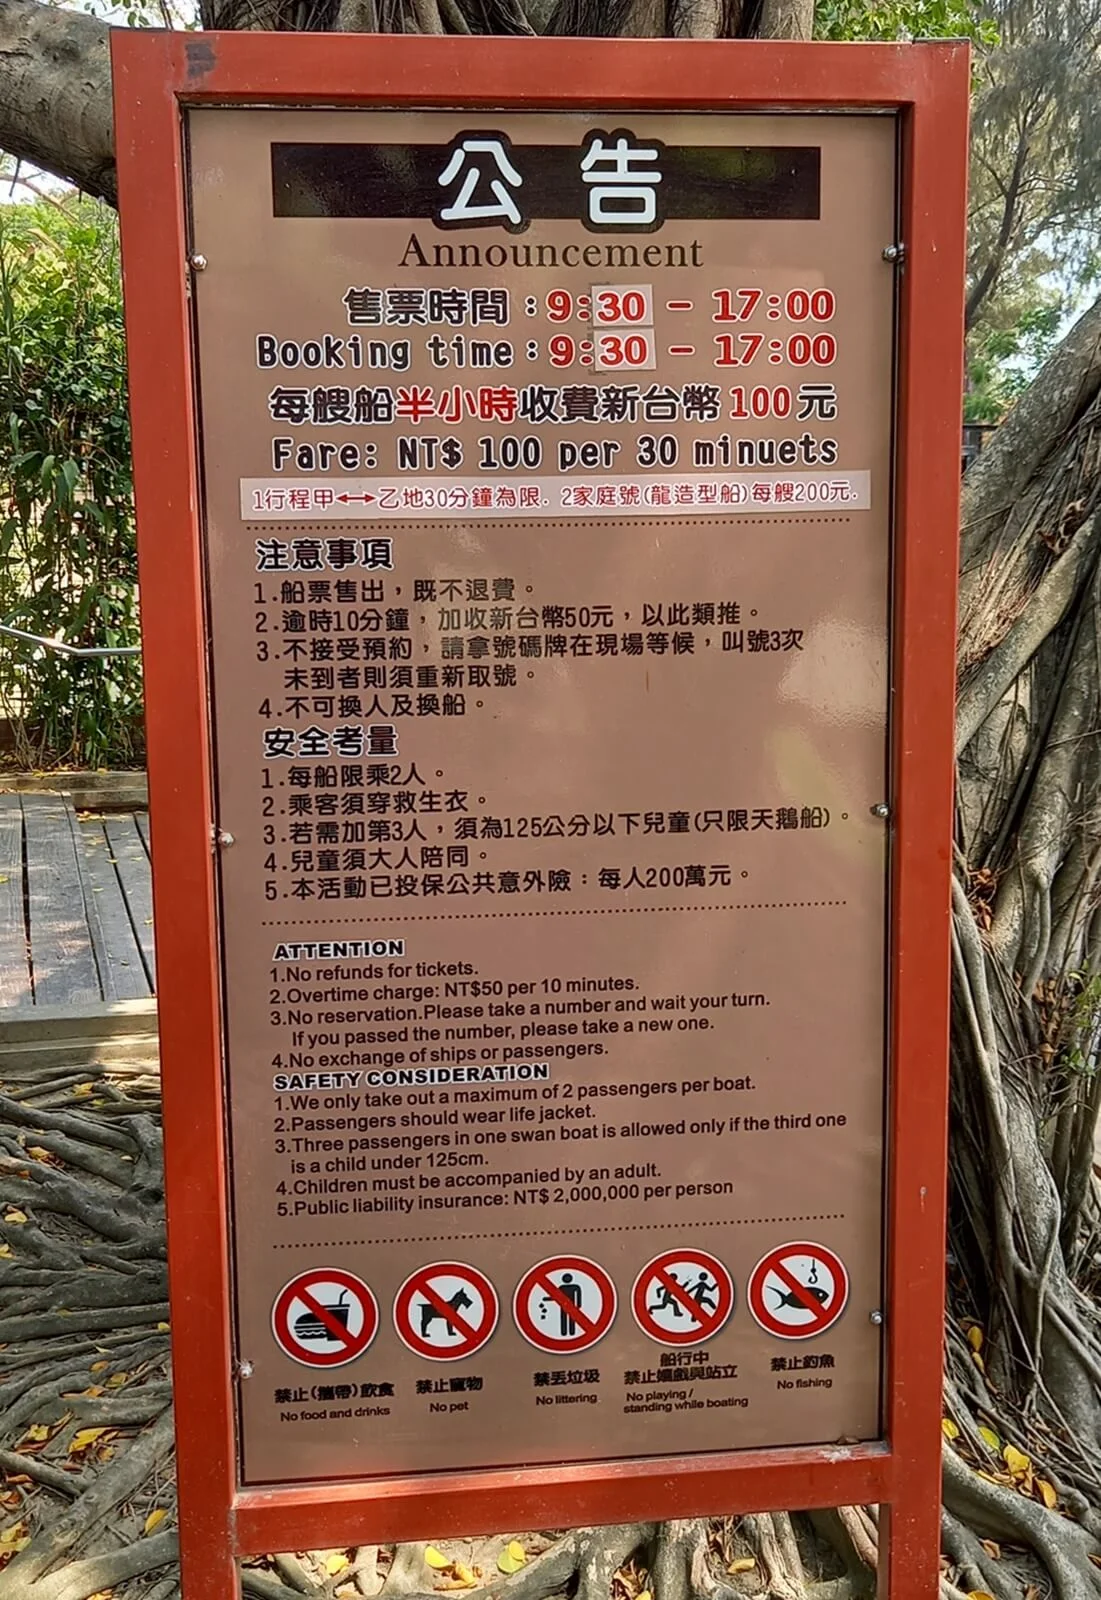 公告
Announcement
售票時間：9:30 - 17:00
Booking time：9:30 - 17:00
每艘船半小時收費新台幣100元
Fare: NT$ 100 per 30 minuets
1行程甲↔乙地30分鐘為限. 2家庭號(龍造型船)每艘200元.
注意事項
1.船票售出，既不退費。
2.逾時10分鐘，加收新台幣50元，以此類推。
3.不接受預約，請拿號碼牌在現場等候，叫號3次
未到者則須重新取號。
4.不可換人及換船。
安全考量
1.每船限乘2人。
2.乘客須穿救生衣。
3.若需加第3人，須為125公分以下兒童(只限天鵝船)。
4.兒童須大人陪同。
5.本活動已投保公共意外險：每人200萬元。
ATTENTION
1.No refunds for tickets.
2.Overtime charge: NT$50 per 10 minutes.
3.No reservation.Please take a number and wait your turn.
If you passed the number, please take a new one.
4.No exchange of ships or passengers.
SAFETY CONSIDERATION
1.We only take out a maximum of 2 passengers per boat.
2.Passengers should wear life jacket.
3.Three passengers in one swan boat is allowed only if the third one
is a child under 125cm.
4.Children must be accompanied by an adult.
5.Public liability insurance: NT$ 2,000,000 per person
禁止(攜帶)飲食
No food and drinks
禁止寵物
No pet
禁丟垃圾
No littering
船行中
禁止嬉戲與站立
No playing /
standing while boating
禁止釣魚
No fishing